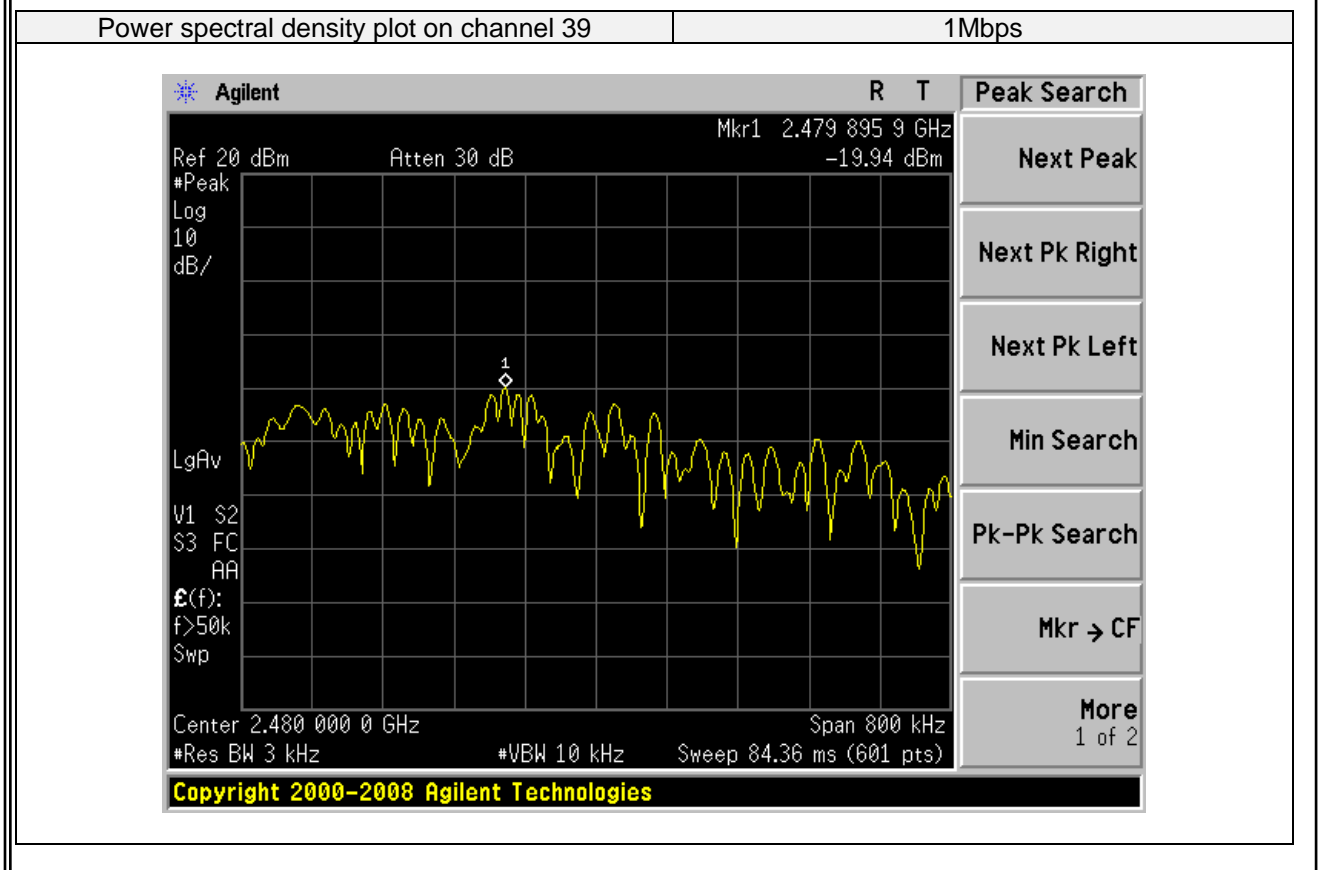 Power spectral density plot on channel 39 1Mbps
Agilent R T Peak Search
Mkr1 2.479 895 9 GHz
Ref 20 dBm Atten 30 dB -19.94 dBm
#Peak
Log
10
dB/
1
LgAv
V1 S2
S3 FC
AA
£(f):
f>50k
Swp
Center 2.480 000 0 GHz Span 800 kHz
#Res BW 3 kHz #VBW 10 kHz Sweep 84.36 ms (601 pts)
Next Peak
Next Pk Right
Next Pk Left
Min Search
Pk-Pk Search
Mkr → CF
More
1 of 2
Copyright 2000-2008 Agilent Technologies